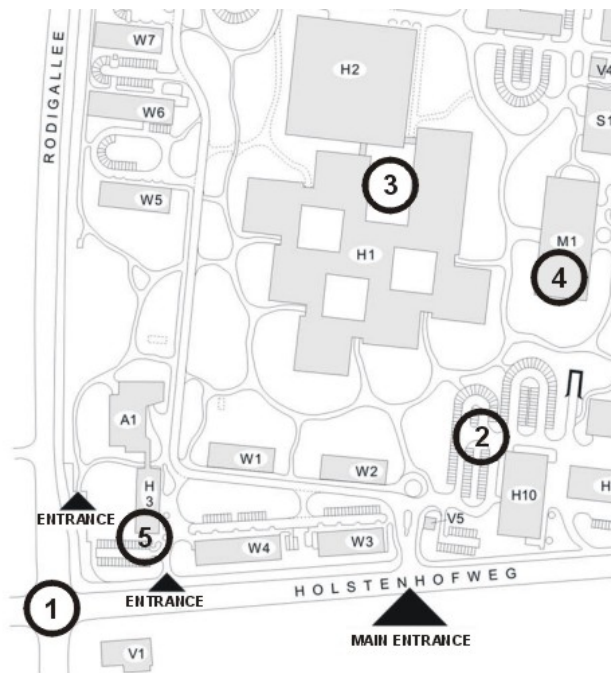 W7
H2
V4
W6
S1
RODIGALLEE
3
W5
M1
H1
4
A1
2
W1
W2
H
3
H10
H
ENTRANCE
5
V5
W4
W3
ENTRANCE
HOLSTENHOFWEG
1
MAIN ENTRANCE
V1